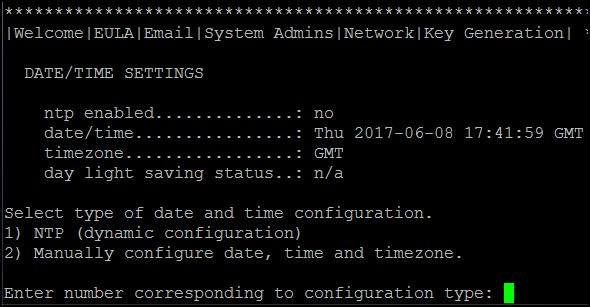 ************************************************************
|Welcome|EULA|Email|System Admins|Network|Key Generation| *
DATE/TIME SETTINGS
ntp enabled..............: no
date/time................: Thu 2017-06-08 17:41:59 GMT
timezone.................: GMT
day light saving status..: n/a
Select type of date and time configuration.
1) NTP (dynamic configuration)
2) Manually configure date, time and timezone.
Enter number corresponding to configuration type: